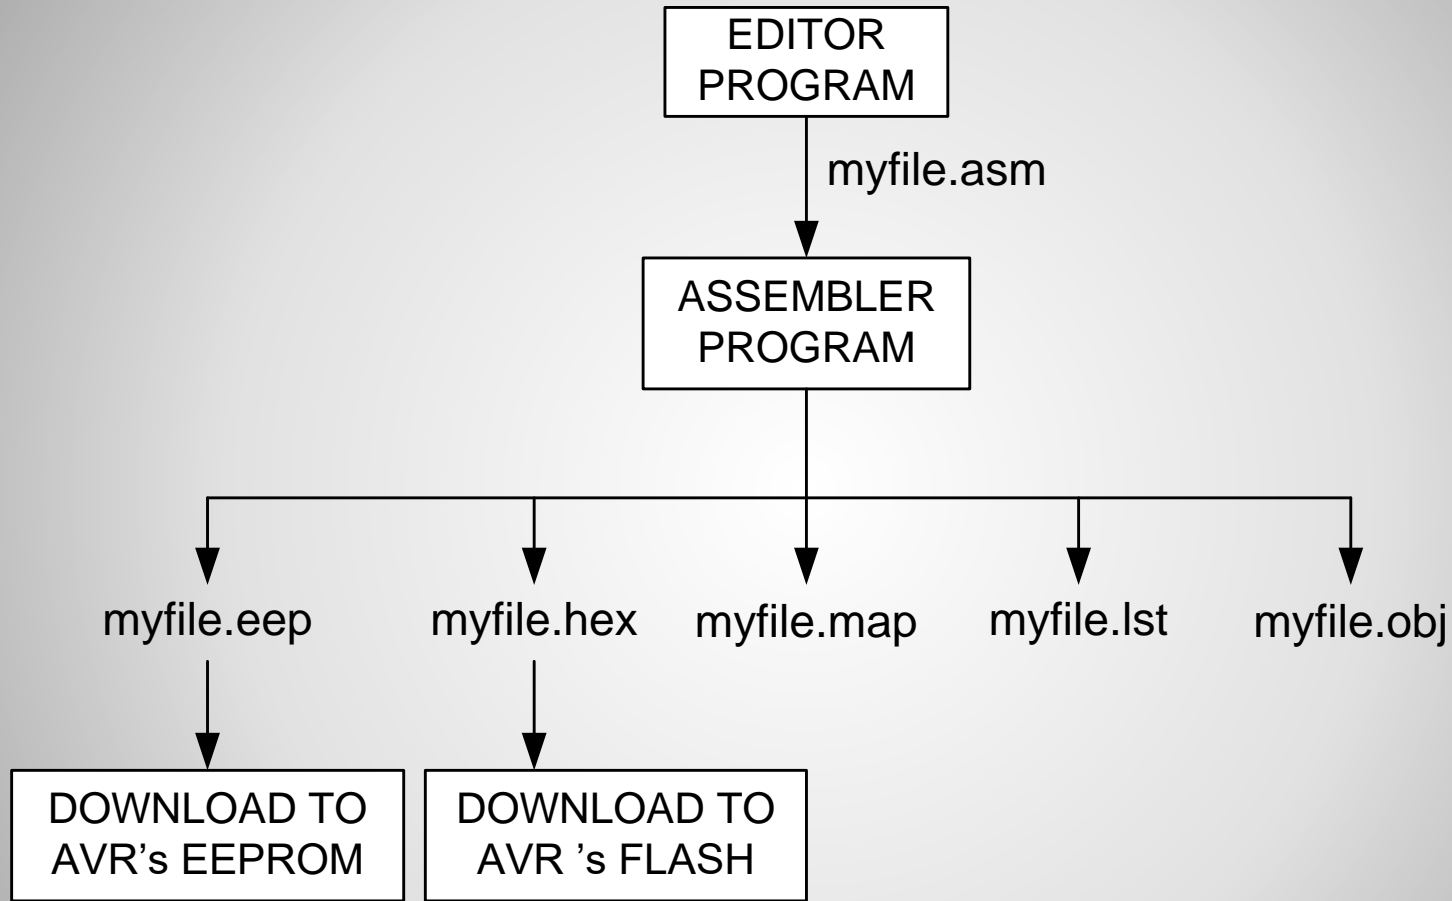 EDITOR
PROGRAM
myfile.asm
ASSEMBLER
PROGRAM
myfile.eep
myfile.hex
myfile.map
myfile.lst
myfile.obj
DOWNLOAD TO
AVR’s EEPROM
DOWNLOAD TO
AVR ’s FLASH